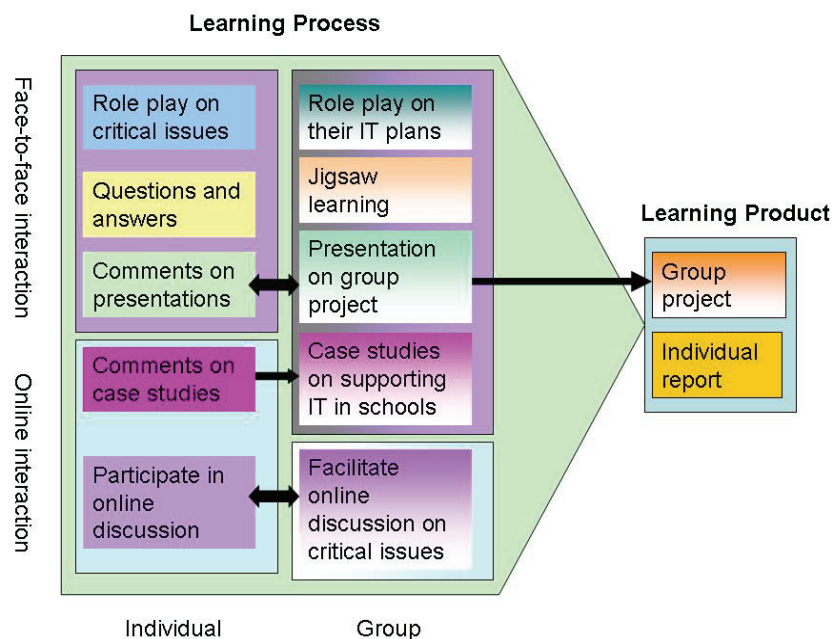 Learning Process
Face-to-face interaction
Online interaction
Role play on
critical issues
Questions and
answers
Comments on
presentations
Comments on
case studies
Participate in
online
discussion
Role play on
their IT plans
Jigsaw
learning
Presentation
on group
project
Case studies
on supporting
IT in schools
Facilitate
online
discussion on
critical issues
Individual
Group
Learning Product
Group
project
Individual
report